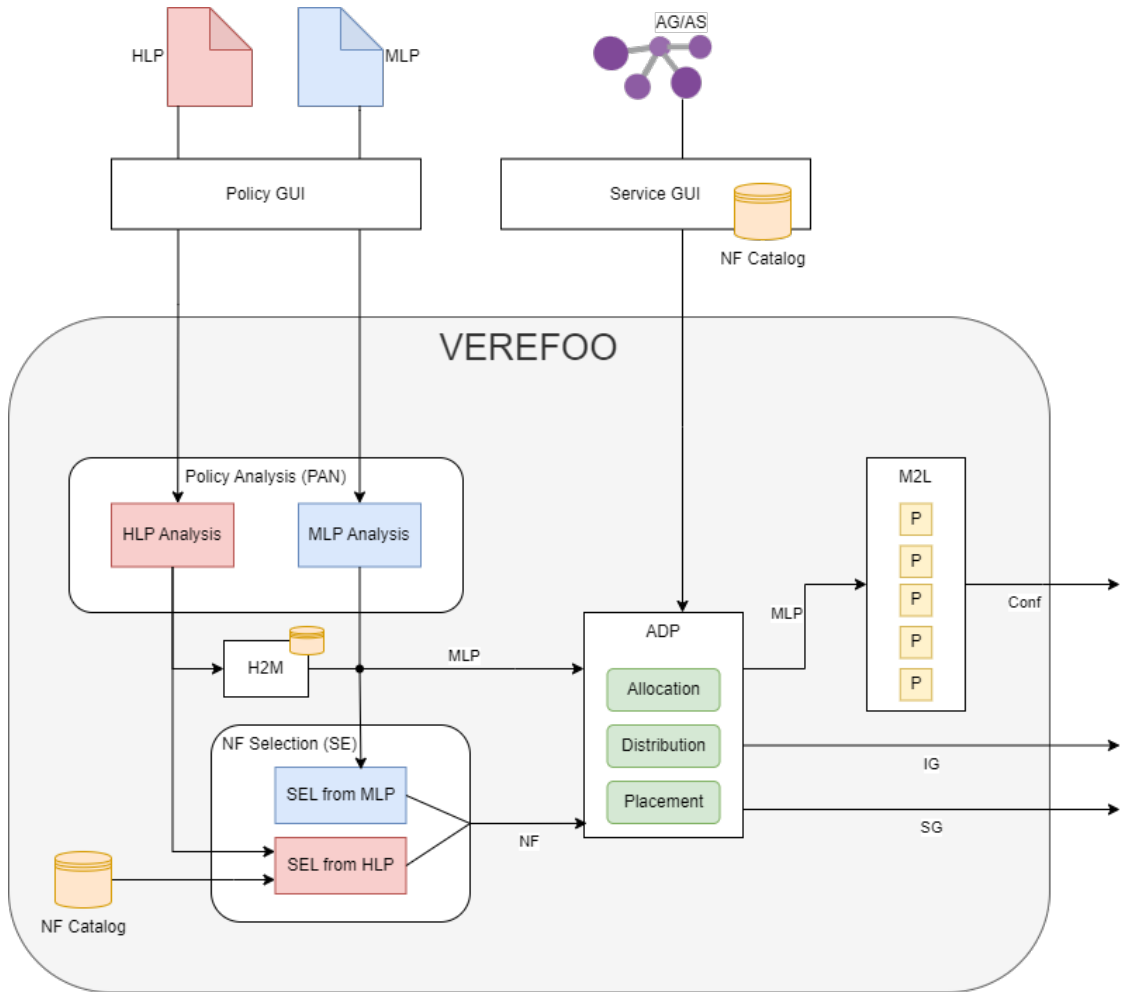 AG/AS
HLP
MLP
Policy GUI
Service GUI
NF Catalog
VEREFOO
Policy Analysis (PAN)
M2L
HLP Analysis
MLP Analysis
P
P
P
P
P
Conf
MLP
ADP
H2M
MLP
Allocation
NF Selection (SE)
Distribution
IG
SEL from MLP
Placement
SG
NF
SEL from HLP
NF Catalog